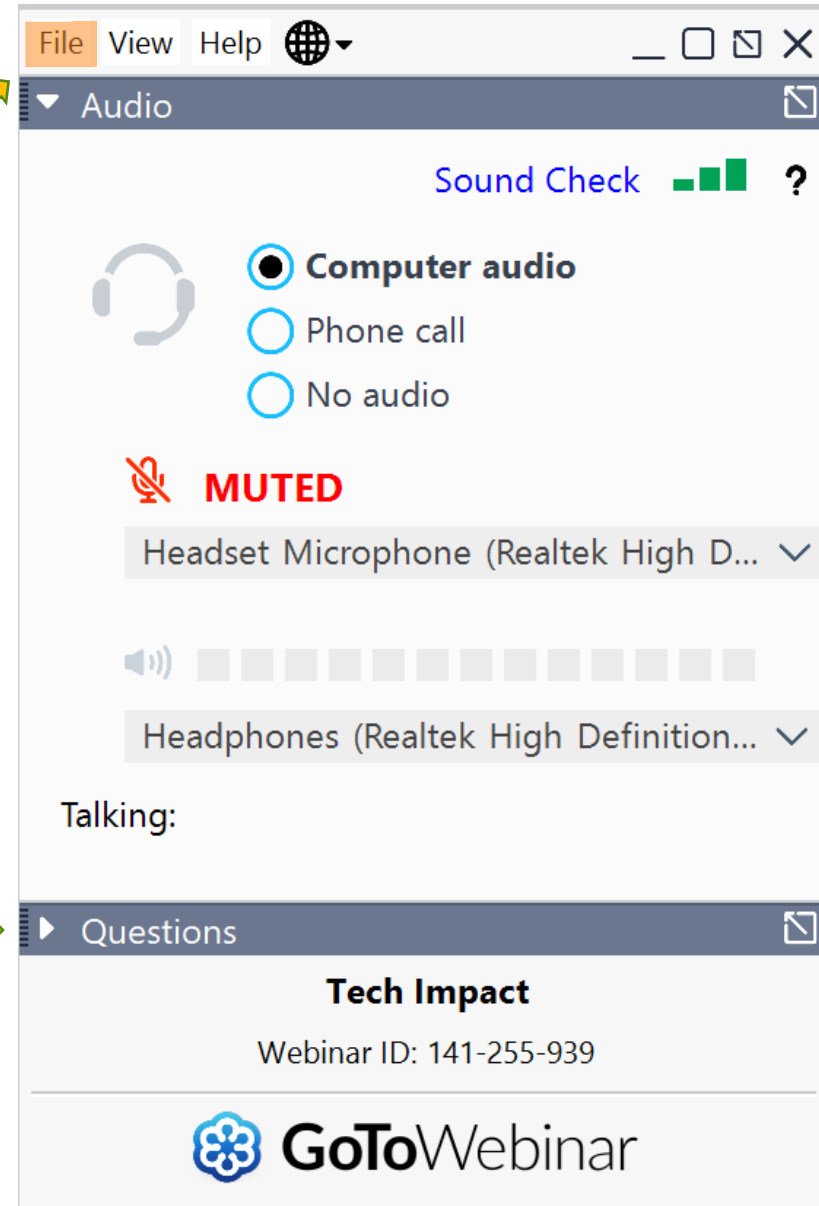 File View Help
Audio
Sound Check ?
Computer audio
Phone call
No audio
MUTED
Headset Microphone (Realtek High D...
Headphones (Realtek High Definition...
Talking:
Questions
Tech Impact
Webinar ID: 141-255-939
GoToWebinar